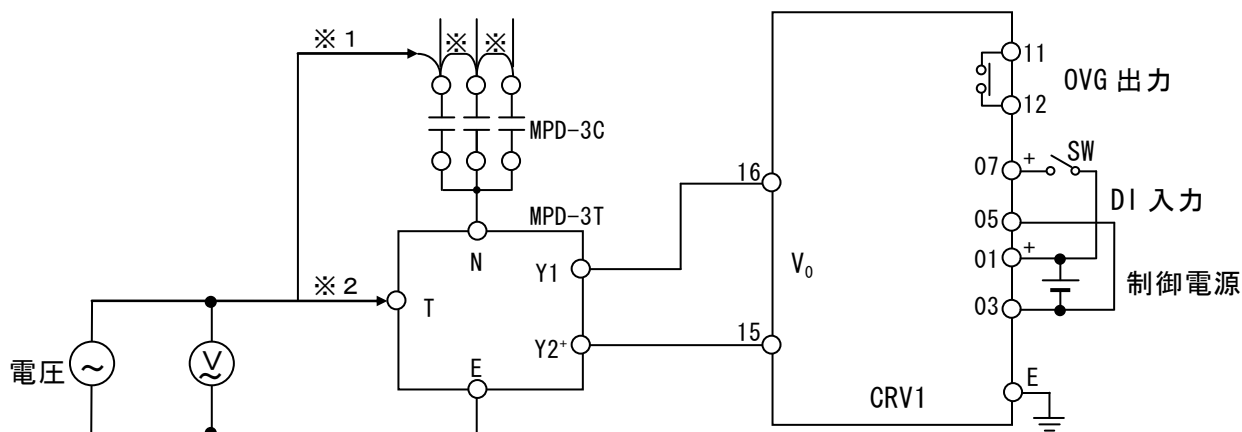 ※１
※
※
MPD-3C
MPD-3T
N
Y1
※２
T
Y2+
E
電圧
~
V
~
16
15
V0
CRV1
11
OVG 出力
12
07
+
SW
DI 入力
05
01
+
制御電源
03
E